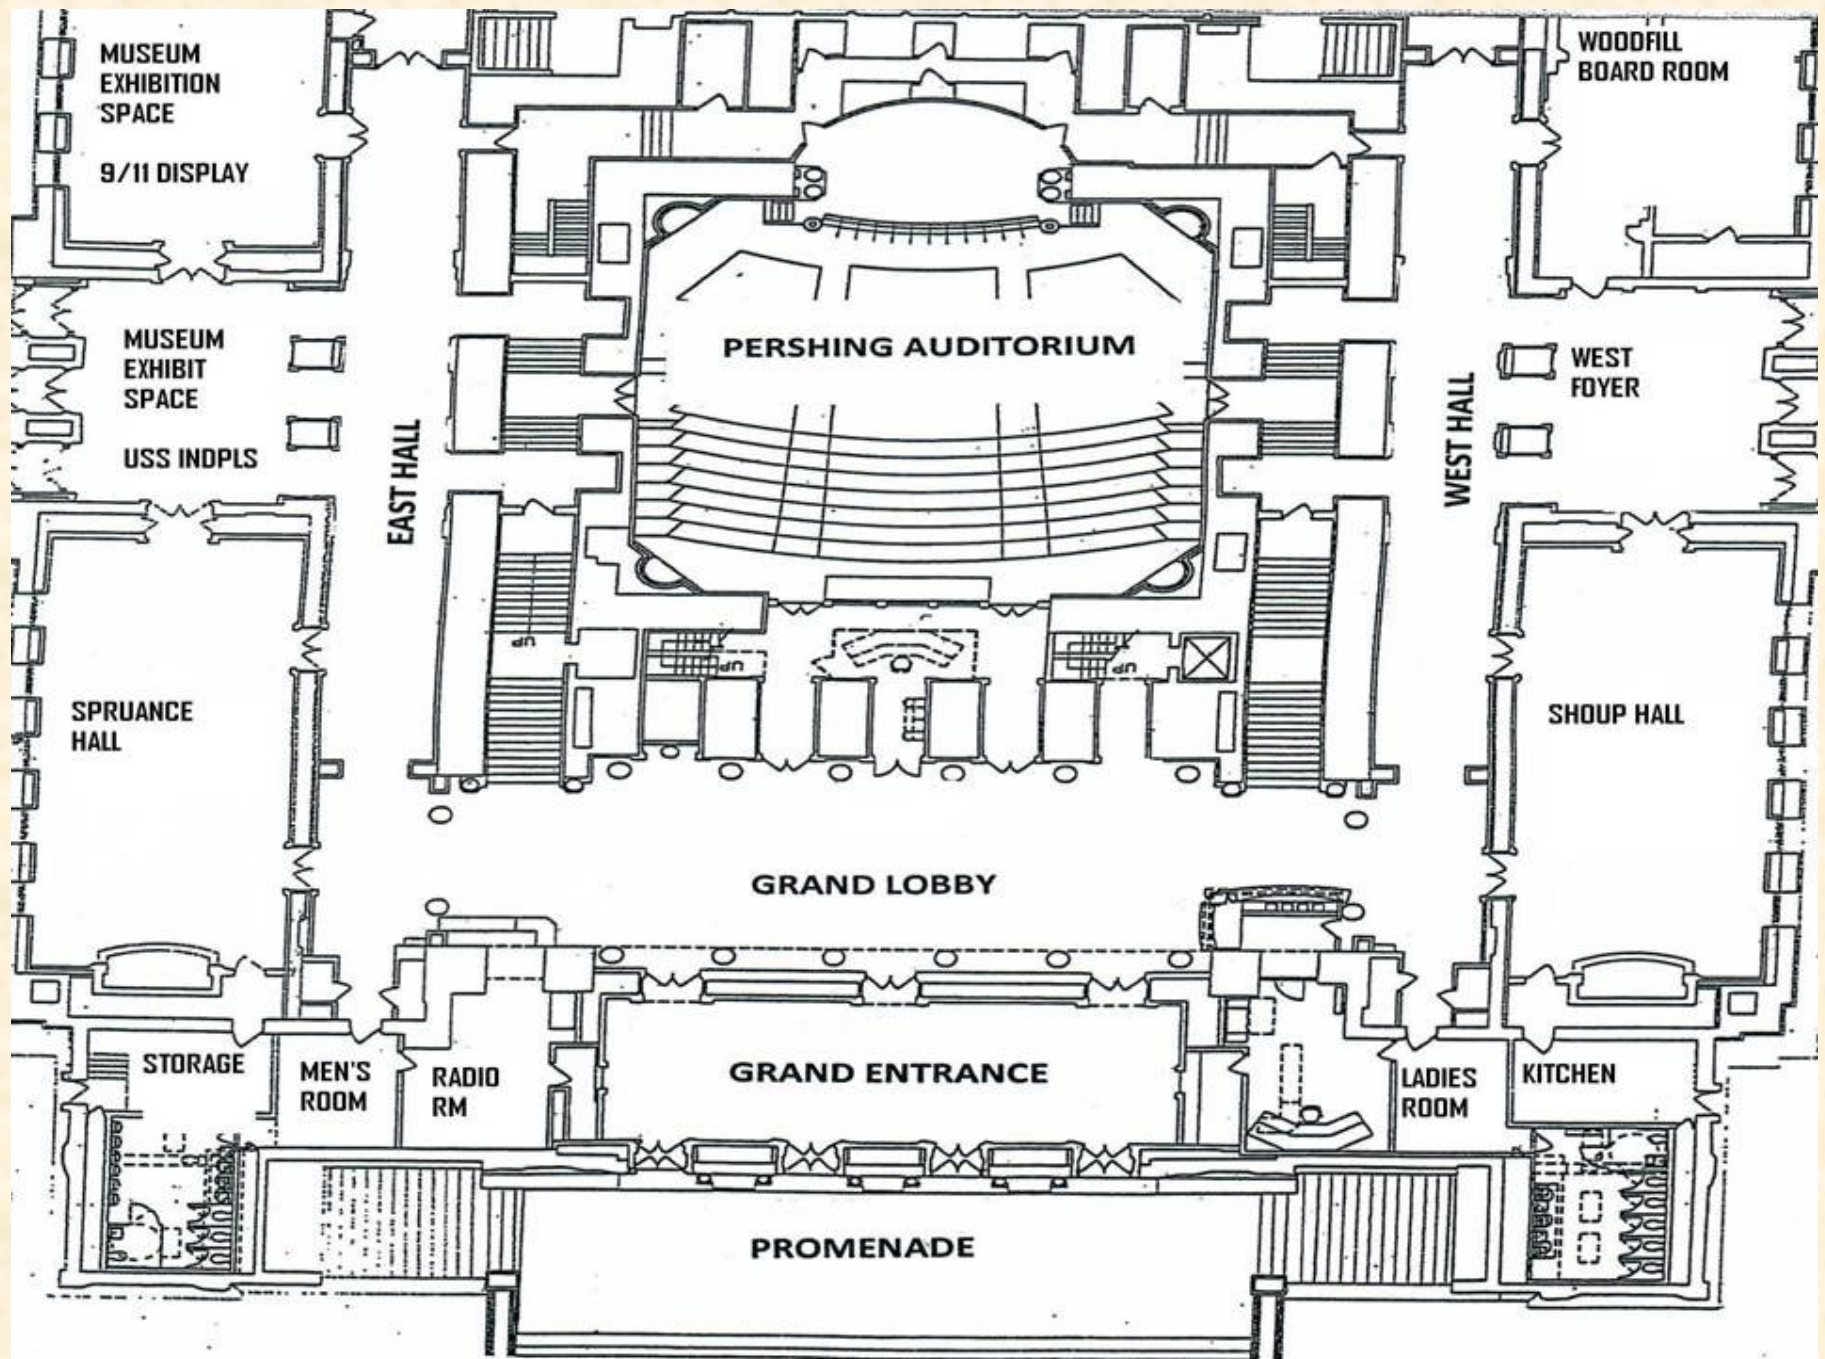 MUSEUM
EXHIBITION
SPACE
9/11 DISPLAY
WOODFILL
BOARD ROOM
MUSEUM
EXHIBIT
SPACE
USS INDPLS
PERSHING AUDITORIUM
WEST
FOYER
EAST HALL
WEST HALL
UP
UP
UP
SPRUANCE
HALL
SHOUP HALL
GRAND LOBBY
STORAGE
MEN'S
ROOM
RADIO
RM
GRAND ENTRANCE
LADIES
ROOM
KITCHEN
PROMENADE